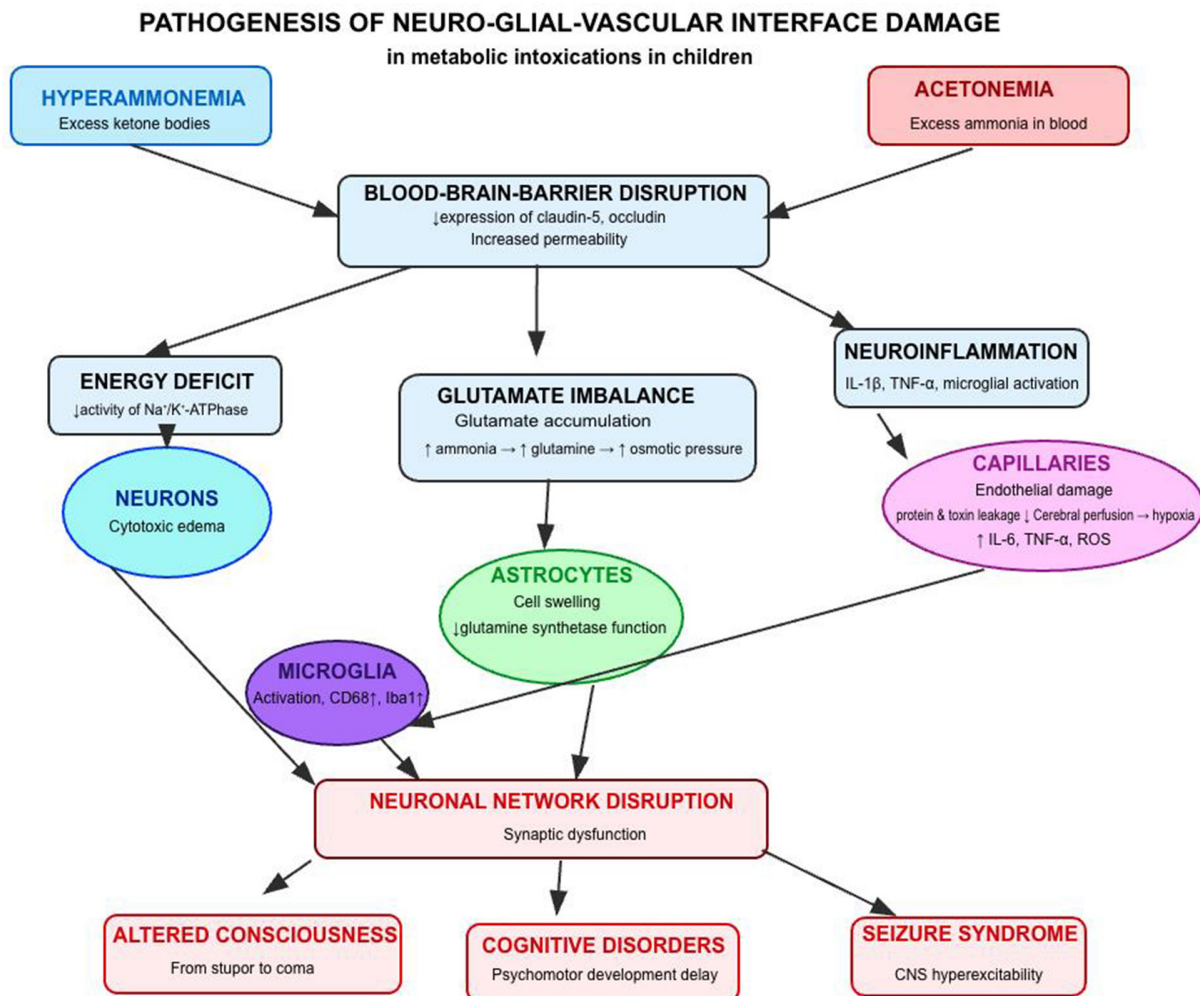 PATHOGENESIS OF NEURO-GLIAL-VASCULAR INTERFACE DAMAGE
in metabolic intoxications in children
HYPERAMMONEMIA
Excess ketone bodies
ACETONEMIA
Excess ammonia in blood
BLOOD-BRAIN-BARRIER DISRUPTION
↓expression of claudin-5, occludin
Increased permeability
ENERGY DEFICIT
↓activity of Na⁺/K⁺-ATPhase
GLUTAMATE IMBALANCE
Glutamate accumulation
↑ ammonia → ↑ glutamine → ↑ osmotic pressure
NEUROINFLAMMATION
IL-1β, TNF-α, microglial activation
NEURONS
Cytotoxic edema
CAPILLARIES
Endothelial damage
protein & toxin leakage ↓ Cerebral perfusion → hypoxia
↑ IL-6, TNF-α, ROS
ASTROCYTES
Cell swelling
↓glutamine synthetase function
MICROGLIA
Activation, CD68↑, Iba1↑
NEURONAL NETWORK DISRUPTION
Synaptic dysfunction
ALTERED CONSCIOUSNESS
From stupor to coma
COGNITIVE DISORDERS
Psychomotor development delay
SEIZURE SYNDROME
CNS hyperexcitability